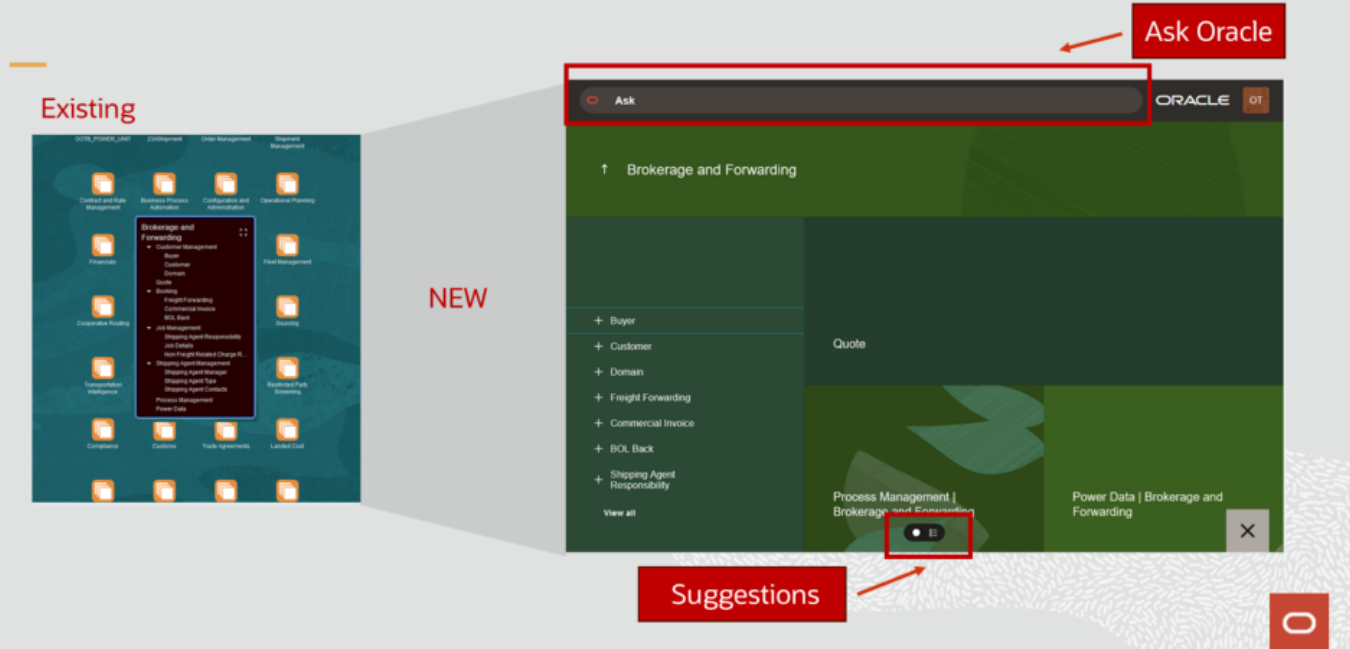 Ask Oracle
Existing
OOTB_POWER_UNIT
Order Management
Shipment
Management
Contract and Rate
Management
Business Process
Automation
Configuration and
Administration
Operational Planning
Financials
Fleet Management
Cooperative Routing
Sourcing
Transportation
Intelligence
Restricted Party
Screening
Compliance
Customs
Trade Agreements
Landed Cost
Brokerage and
Forwarding
Customer Management
Buyer
Customer
Domain
Quote
Booking
Freight Forwarding
Commercial Invoice
BOL Back
Job Management
Shipping Agent Responsibility
Job Details
Non Freight Related Charge R...
Shipping Agent Management
Shipping Agent Manager
Shipping Agent Type
Shipping Agent Contacts
Process Management
Power Data
NEW
Ask
ORACLE
OT
↑ Brokerage and Forwarding
+ Buyer
+ Customer
+ Domain
+ Freight Forwarding
+ Commercial Invoice
+ BOL Back
+ Shipping Agent
Responsibility
View all
Quote
Process Management |
Brokerage and Forwarding
Power Data | Brokerage and
Forwarding
Suggestions